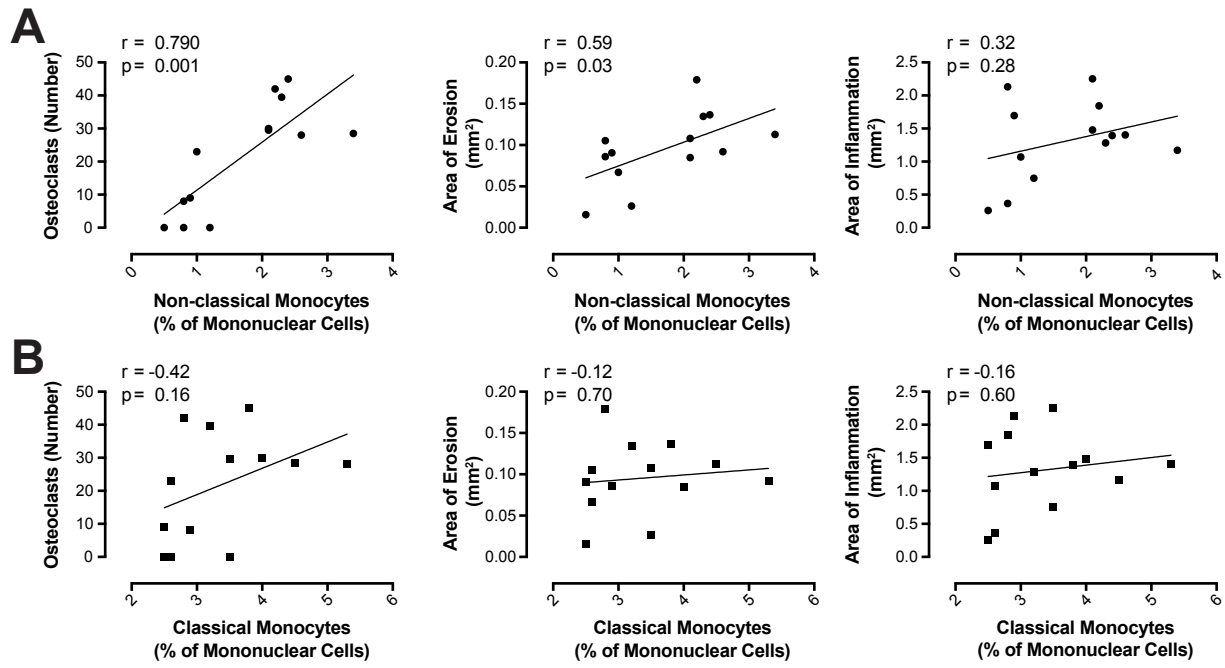 A
r = 0.790
p= 0.001
Osteoclasts (Number)
50
40
30
20
10
0
0
1
2
3
4
Non-classical Monocytes
(% of Mononuclear Cells)
r = 0.59
p= 0.03
Area of Erosion
(mm²)
0.20
0.15
0.10
0.05
0.00
0
1
2
3
4
Non-classical Monocytes
(% of Mononuclear Cells)
r = 0.32
p= 0.28
Area of Inflammation
(mm²)
2.5
2.0
1.5
1.0
0.5
0.0
0
1
2
3
4
Non-classical Monocytes
(% of Mononuclear Cells)
B
r = -0.42
p= 0.16
Osteoclasts (Number)
50
40
30
20
10
0
2
3
4
5
6
Classical Monocytes
(% of Mononuclear Cells)
r = -0.12
p= 0.70
Area of Erosion
(mm²)
0.20
0.15
0.10
0.05
0.00
2
3
4
5
6
Classical Monocytes
(% of Mononuclear Cells)
r = -0.16
p= 0.60
Area of Inflammation
(mm²)
2.5
2.0
1.5
1.0
0.5
0.0
2
3
4
5
6
Classical Monocytes
(% of Mononuclear Cells)